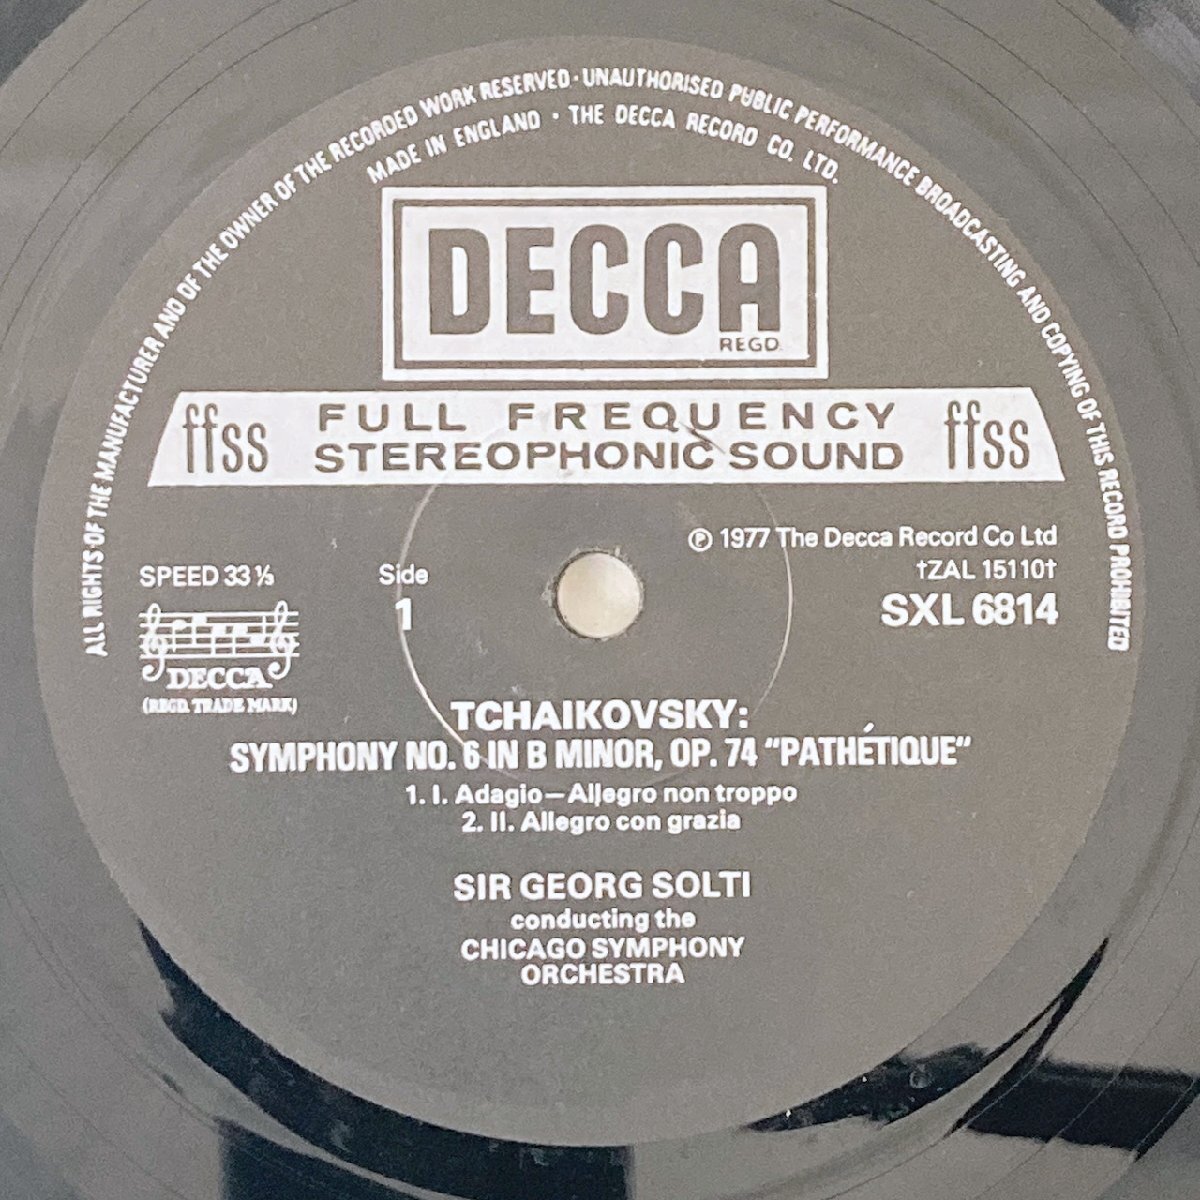 ALL RIGHTS OF THE MANUFACTURER AND OF THE OWNER OF THE RECORDED WORK RESERVED · UNAUTHORISED PUBLIC PERFORMANCE BROADCASTING AND COPYING OF THIS RECORD PROHIBITED
MADE IN ENGLAND · THE DECCA RECORD CO. LTD.
DECCA
REGD.
ffss FULL FREQUENCY ffss
STEREOPHONIC SOUND
℗ 1977 The Decca Record Co Ltd
SPEED 33⅓
Side
†ZAL 15110†
1
SXL 6814
DECCA
(REGD. TRADE MARK)
TCHAIKOVSKY:
SYMPHONY NO. 6 IN B MINOR, OP. 74 "PATHÉTIQUE"
1. I. Adagio—Allegro non troppo
2. II. Allegro con grazia
SIR GEORG SOLTI
conducting the
CHICAGO SYMPHONY
ORCHESTRA